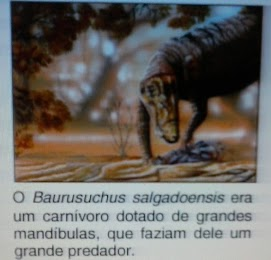 O Baurusuchus salgadoensis era
um carnívoro dotado de grandes
mandíbulas, que faziam dele um
grande predador.